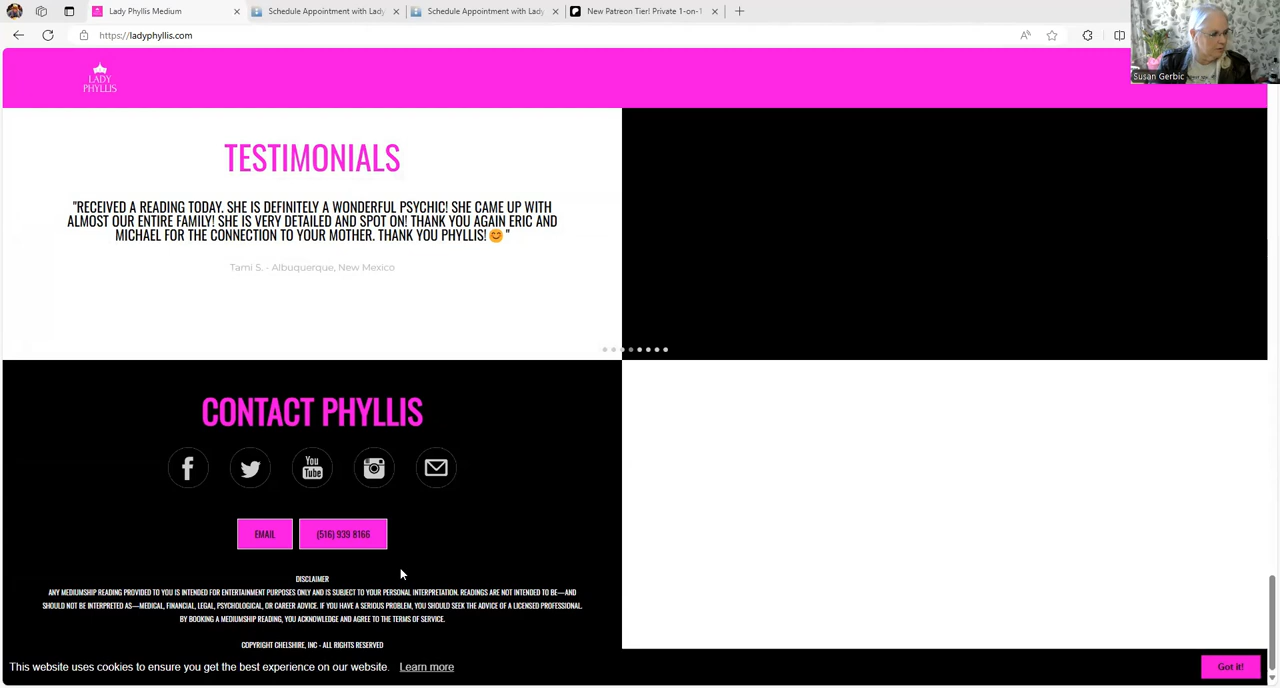 Lady Phyllis Medium
Schedule Appointment with Lady
Schedule Appointment with Lady
New Patreon Tier! Private 1-on-1
https://ladyphyllis.com
Susan Gerbic
LADY
PHYLLIS
TESTIMONIALS
"RECEIVED A READING TODAY. SHE IS DEFINITELY A WONDERFUL PSYCHIC! SHE CAME UP WITH
ALMOST OUR ENTIRE FAMILY! SHE IS VERY DETAILED AND SPOT ON! THANK YOU AGAIN ERIC AND
MICHAEL FOR THE CONNECTION TO YOUR MOTHER. THANK YOU PHYLLIS! 😊 "
Tami S. - Albuquerque, New Mexico
CONTACT PHYLLIS
You
Tube
EMAIL
(516) 939 8166
DISCLAIMER
ANY MEDIUMSHIP READING PROVIDED TO YOU IS INTENDED FOR ENTERTAINMENT PURPOSES ONLY AND IS SUBJECT TO YOUR PERSONAL INTERPRETATION. READINGS ARE NOT INTENDED TO BE—AND
SHOULD NOT BE INTERPRETED AS—MEDICAL, FINANCIAL, LEGAL, PSYCHOLOGICAL, OR CAREER ADVICE. IF YOU HAVE A SERIOUS PROBLEM, YOU SHOULD SEEK THE ADVICE OF A LICENSED PROFESSIONAL.
BY BOOKING A MEDIUMSHIP READING, YOU ACKNOWLEDGE AND AGREE TO THE TERMS OF SERVICE.
COPYRIGHT CHELSHIRE, INC - ALL RIGHTS RESERVED
This website uses cookies to ensure you get the best experience on our website. Learn more
Got it!